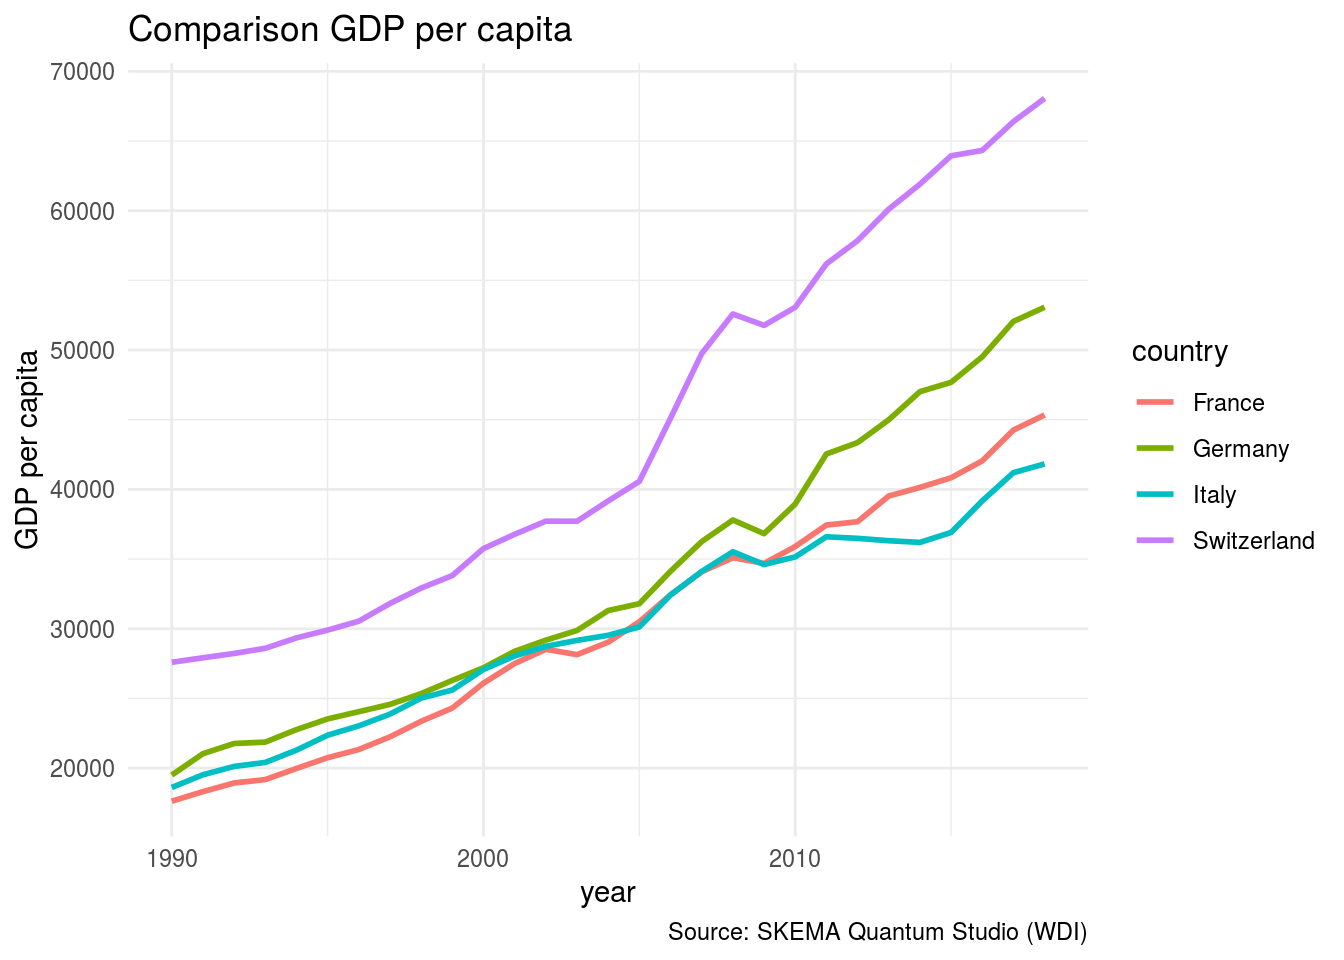 Comparison GDP per capita
70000
60000
50000
40000
30000
20000
GDP per capita
1990 2000 2010
year
country
France
Germany
Italy
Switzerland
Source: SKEMA Quantum Studio (WDI)